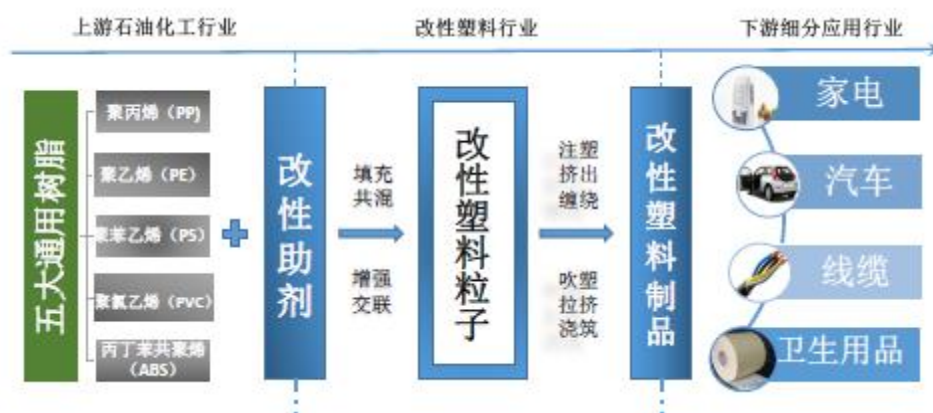 上游石油化工行业
改性塑料行业
下游细分应用行业
五大通用树脂
聚丙烯（PP）
聚乙烯（PE）
聚苯乙烯（PS）
聚氯乙烯（PVC）
丙丁苯共聚烯
（ABS）
改性助剂
填充
共混
增强
交联
改性塑料粒子
注塑
挤出
缠绕
吹塑
拉挤
浇筑
改性塑料制品
家电
汽车
线缆
卫生用品